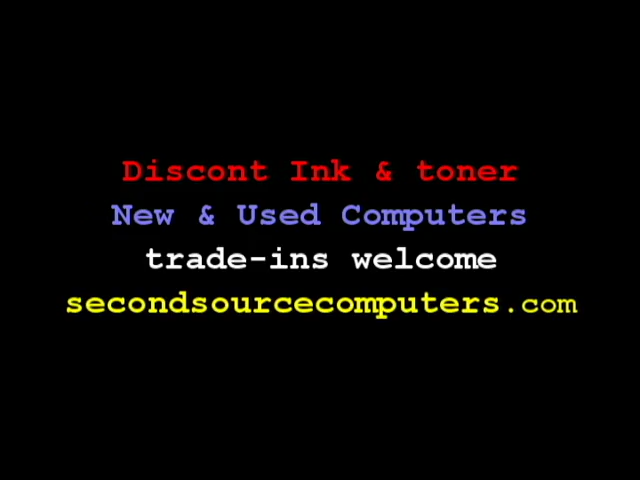 Discont Ink & toner
New & Used Computers
trade-ins welcome
secondsourcecomputers.com